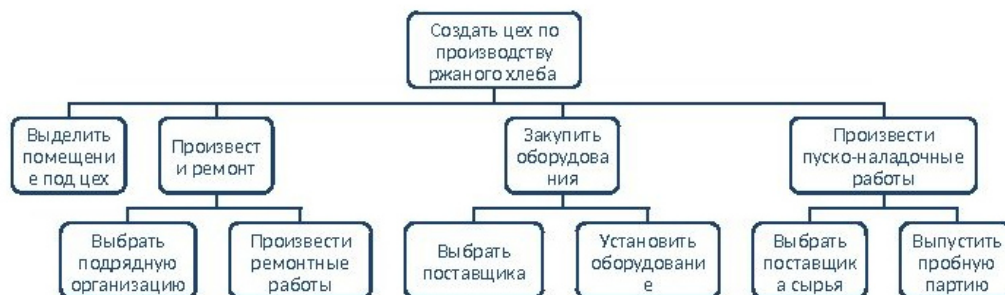 Создать цех по
производству
ржаного хлеба
Выделить
помещени
е под цех
Произвест
и ремонт
Закупить
оборудова
ния
Произвести
пуско-наладочные
работы
Выбрать
подрядную
организацию
Произвести
ремонтные
работы
Выбрать
поставщика
Установить
оборудовани
е
Выбрать
поставщик
а сырья
Выпустить
пробную
партию